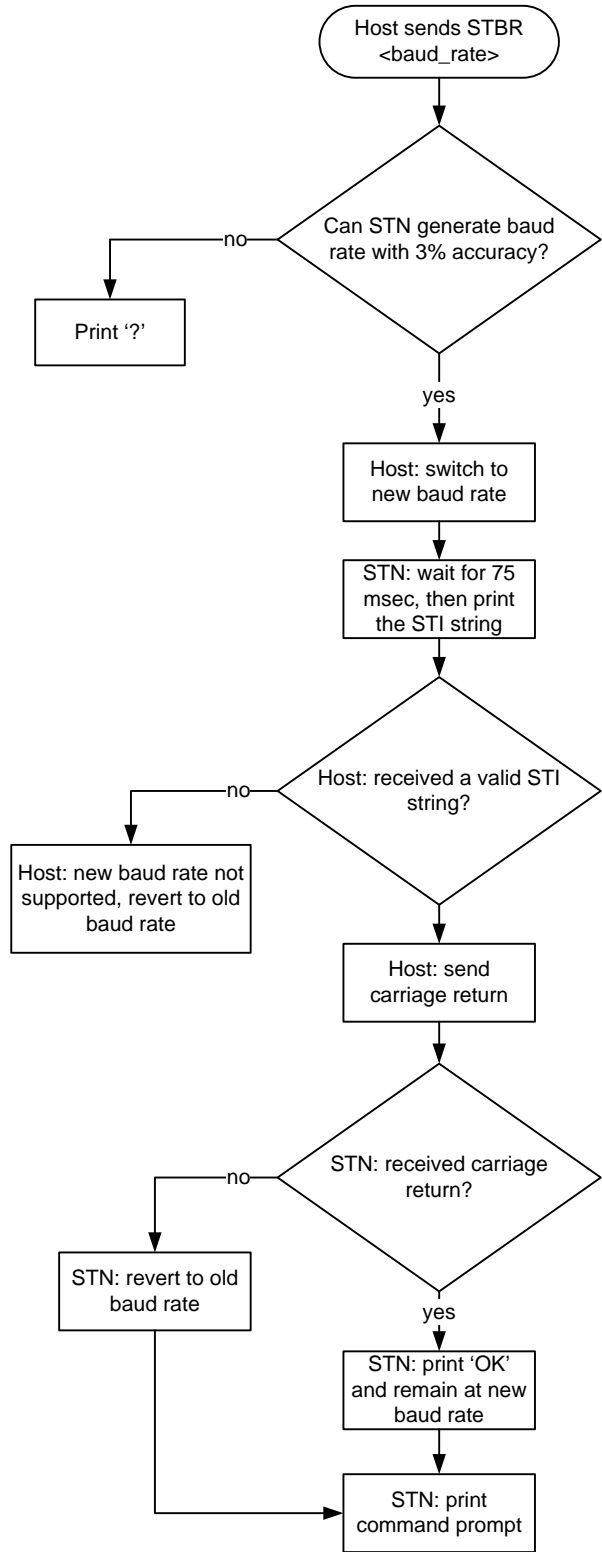 Host sends STBR
<baud_rate>
Can STN generate baud
rate with 3% accuracy?
no
Print ‘?’
yes
Host: switch to
new baud rate
STN: wait for 75
msec, then print
the STI string
Host: received a valid STI
string?
no
Host: new baud rate not
supported, revert to old
baud rate
Host: send
carriage return
STN: received carriage
return?
no
STN: revert to old
baud rate
yes
STN: print ‘OK’
and remain at new
baud rate
STN: print
command prompt